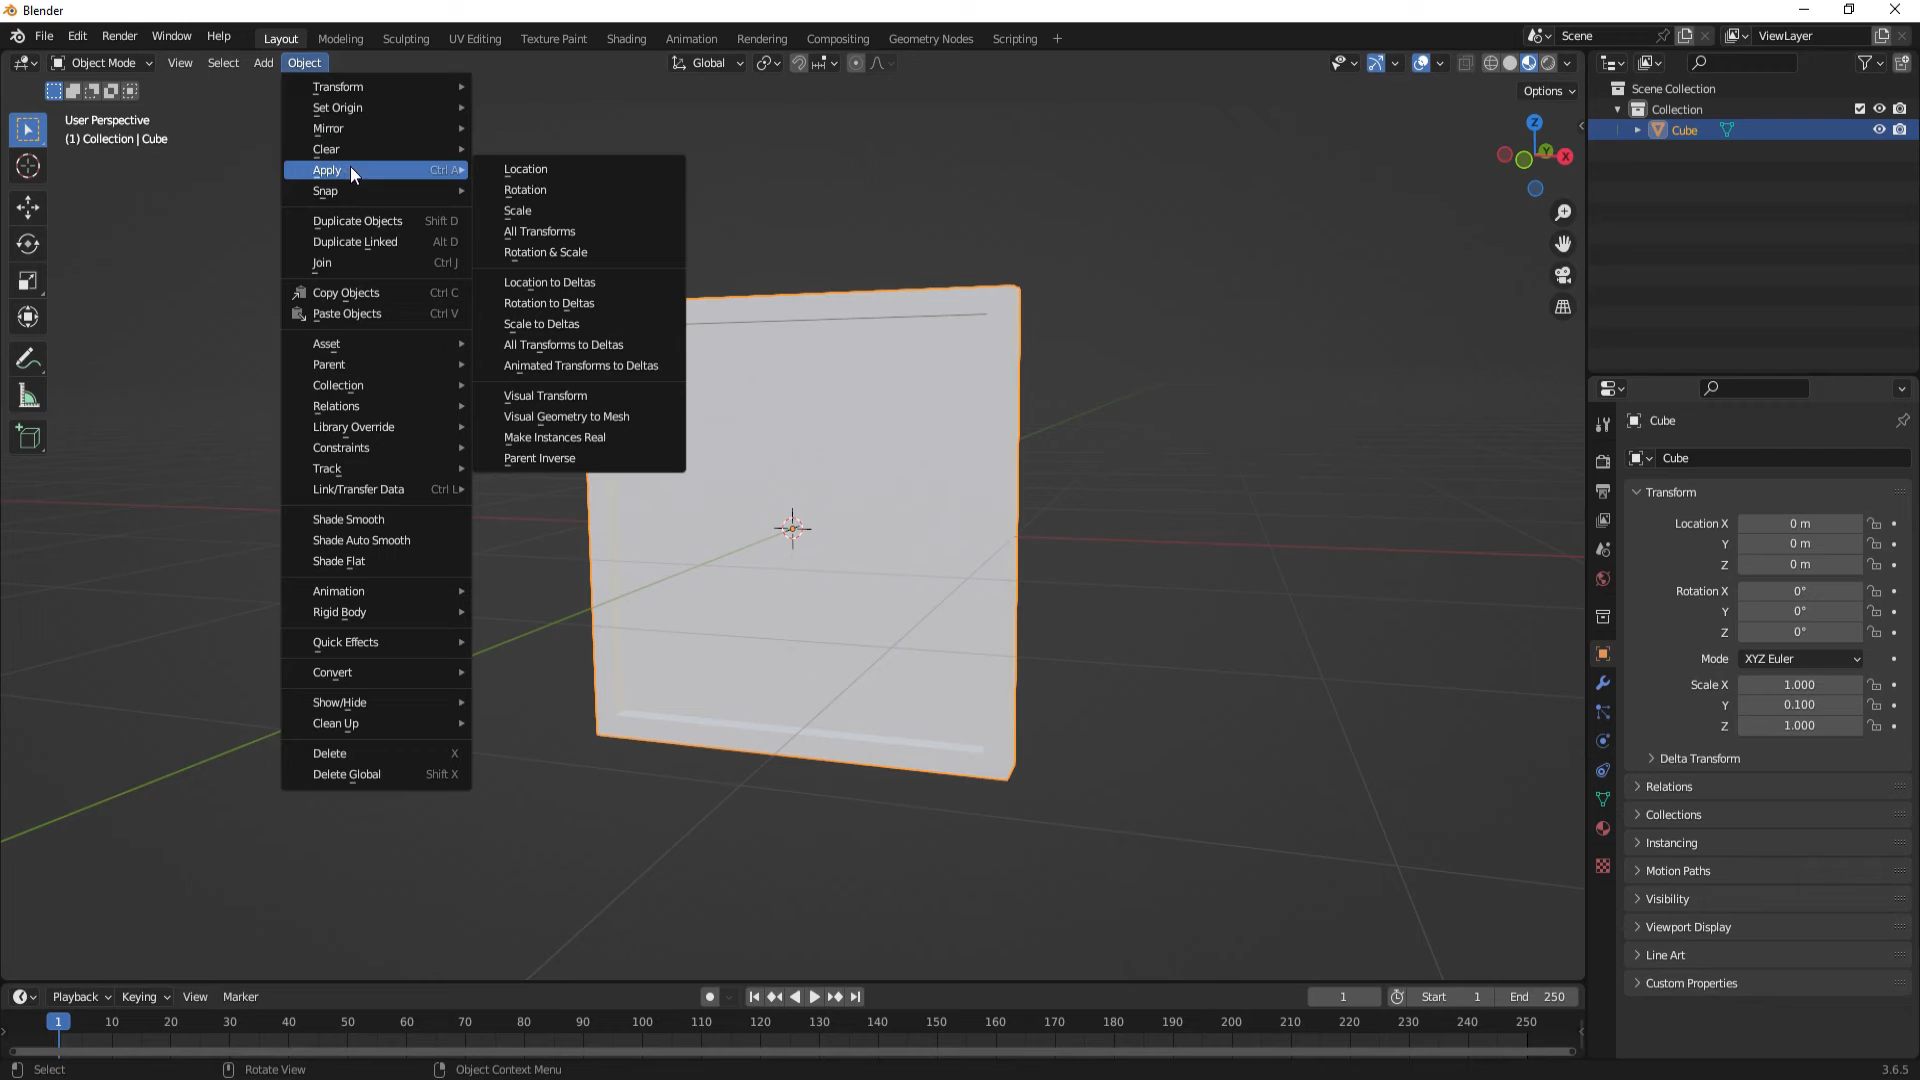 Blender
File Edit Render Window Help Layout Modeling Sculpting UV Editing Texture Paint Shading Animation Rendering Compositing Geometry Nodes Scripting + Scene ViewLayer
Object Mode View Select Add Object Global
Options
User Perspective
(1) Collection | Cube
Transform
Set Origin
Mirror
Clear
Apply Ctrl A
Snap
Duplicate Objects Shift D
Duplicate Linked Alt D
Join Ctrl J
Copy Objects Ctrl C
Paste Objects Ctrl V
Asset
Parent
Collection
Relations
Library Override
Constraints
Track
Link/Transfer Data Ctrl L
Shade Smooth
Shade Auto Smooth
Shade Flat
Animation
Rigid Body
Quick Effects
Convert
Show/Hide
Clean Up
Delete X
Delete Global Shift X
Location
Rotation
Scale
All Transforms
Rotation & Scale
Location to Deltas
Rotation to Deltas
Scale to Deltas
All Transforms to Deltas
Animated Transforms to Deltas
Visual Transform
Visual Geometry to Mesh
Make Instances Real
Parent Inverse
Z
Y
X
Scene Collection
Collection
Cube
Cube
Cube
Transform
Location X 0 m
Y 0 m
Z 0 m
Rotation X 0°
Y 0°
Z 0°
Mode XYZ Euler
Scale X 1.000
Y 0.100
Z 1.000
Delta Transform
Relations
Collections
Instancing
Motion Paths
Visibility
Viewport Display
Line Art
Custom Properties
Playback Keying View Marker 1 Start 1 End 250
1 10 20 30 40 50 60 70 80 90 100 110 120 130 140 150 160 170 180 190 200 210 220 230 240 250
Select Rotate View Object Context Menu 3.6.5